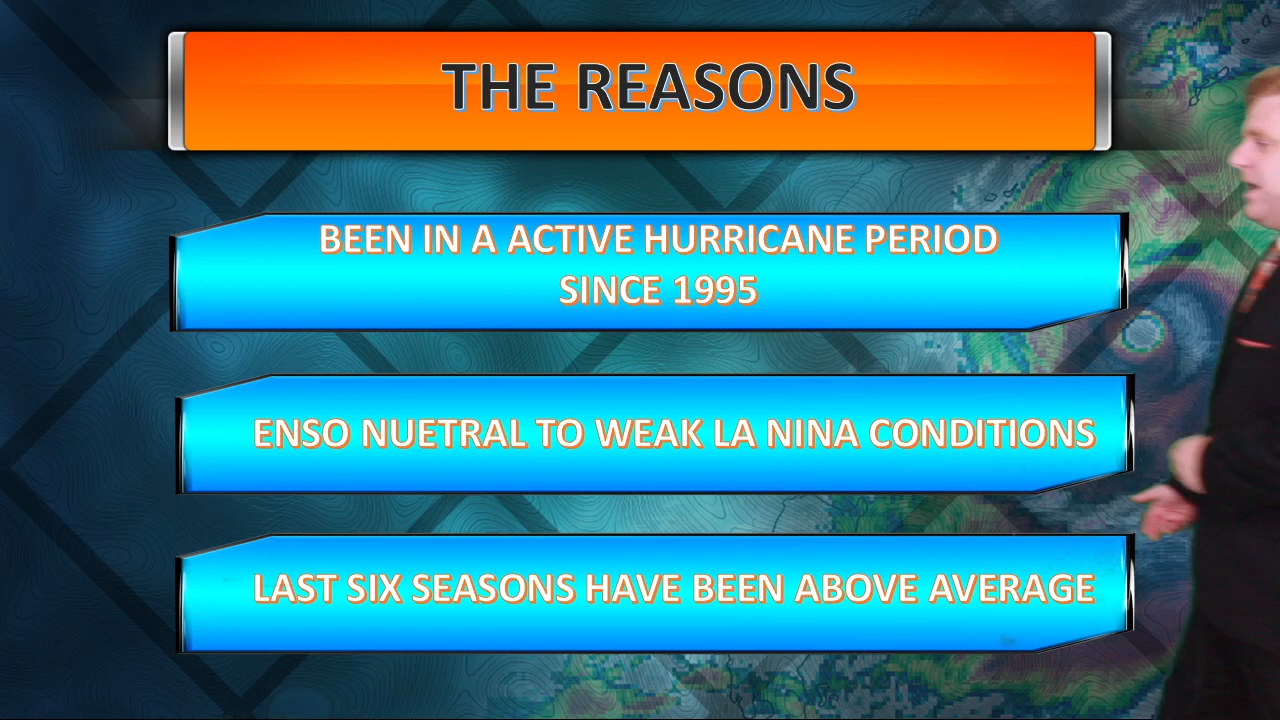 THE REASONS
BEEN IN A ACTIVE HURRICANE PERIOD
SINCE 1995
ENSO NUETRAL TO WEAK LA NINA CONDITIONS
LAST SIX SEASONS HAVE BEEN ABOVE AVERAGE